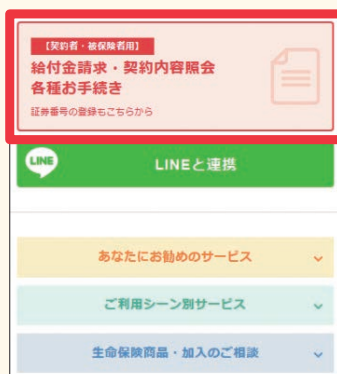 【契約者・被保険者用】
給付金請求・契約内容照会
各種お手続き
証券番号の登録もこちらから
LINE
LINEと連携
あなたにお勧めのサービス
ご利用シーン別サービス
生命保険商品・加入のご相談